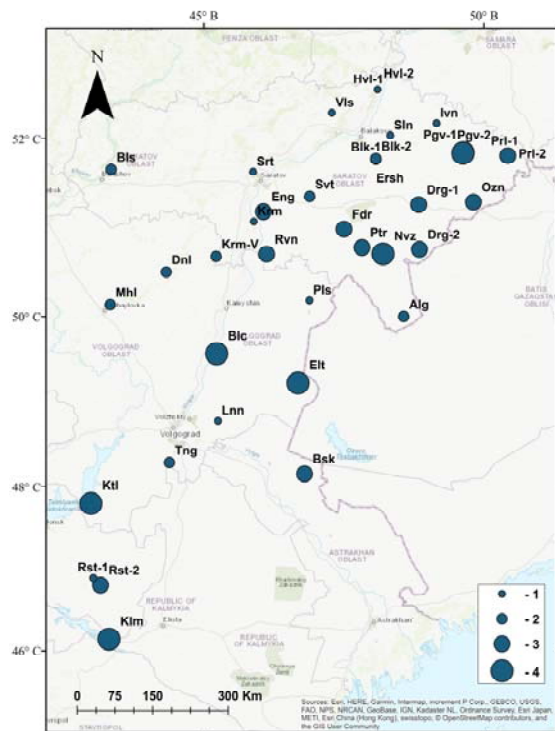 45° B
50° B
N
PENZA OBLAST
SAMARA OBLAST
Hvl-1 Hvl-2
Vls
Ivn
Sln
52° C
Balakovo
Pgv-1 Pgv-2
Prl-1
Blk-1 Blk-2
Prl-2
Bls
SARATOV OBLAST
Srt
Saratov
SARATOV OBLAST
Ersh
Svt
Eng
Drg-1
Ozn
Krm
Fdr
Ptr
Nvz
Drg-2
Krm-V
Rvn
Dnl
Mhl
Pls
Kamyshin
Alg
50° C
VOLGOGRAD OBLAST
VOLGOGRAD OBLAST
Blc
Elt
Lnn
Volgograd
Tng
Bsk
48° C
Ktl
ASTRAKHAN OBLAST
Rst-1
Rst-2
REPUBLIC OF KALMYKIA
Klm
Elista
Astrakhan
REPUBLIC OF KALMYKIA
46° C
- 1
- 2
- 3
- 4
0 75 150 300 Km
Sources: Esri, HERE, Garmin, Intermap, increment P Corp., GEBCO, USGS,
FAO, NPS, NRCAN, GeoBase, IGN, Kadaster NL, Ordnance Survey, Esri Japan,
METI, Esri China (Hong Kong), swisstopo, © OpenStreetMap contributors, and
the GIS User Community